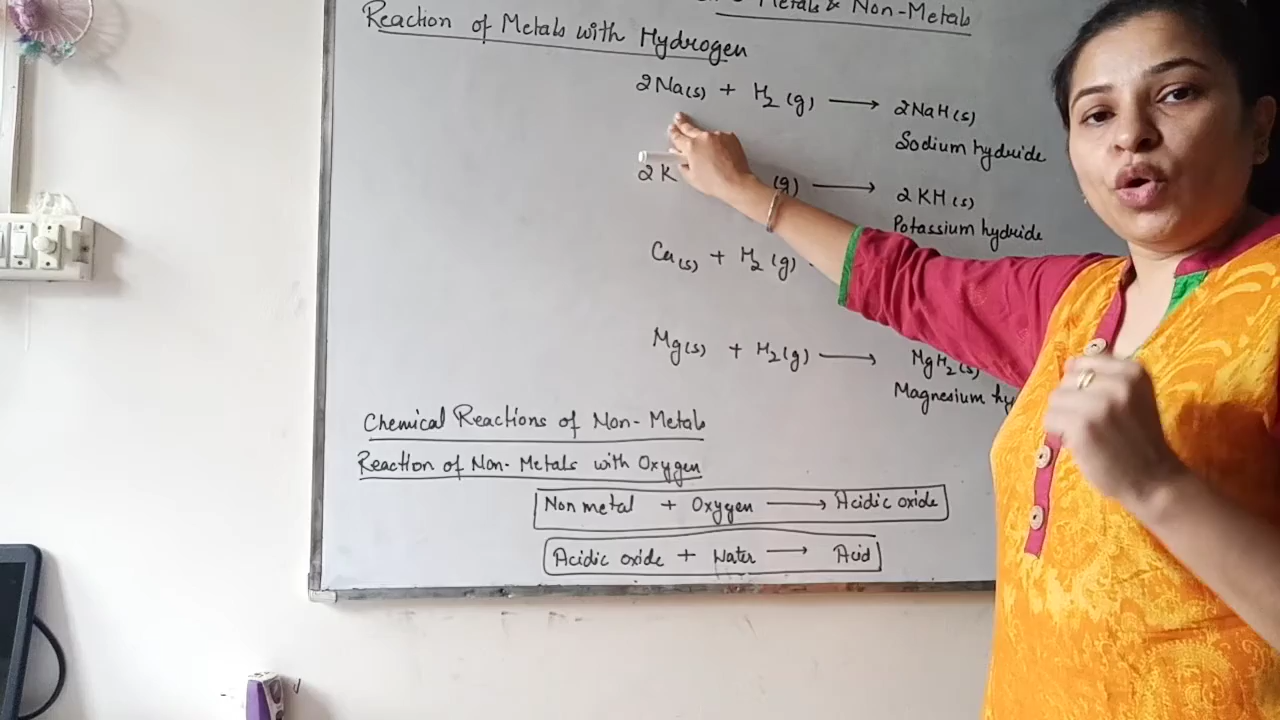 Metals & Non-Metals
Reaction of Metals with Hydrogen
2Na(s) + H₂(g) ⟶ 2NaH(s)
Sodium hydride
2K (g) ⟶ 2KH(s)
Potassium hydride
Ca(s) + H₂(g)
Mg(s) + H₂(g) ⟶ MgH₂(s)
Magnesium
Chemical Reactions of Non-Metals
Reaction of Non-Metals with Oxygen
Non metal + Oxygen ⟶ Acidic oxide
Acidic oxide + Water ⟶ Acid